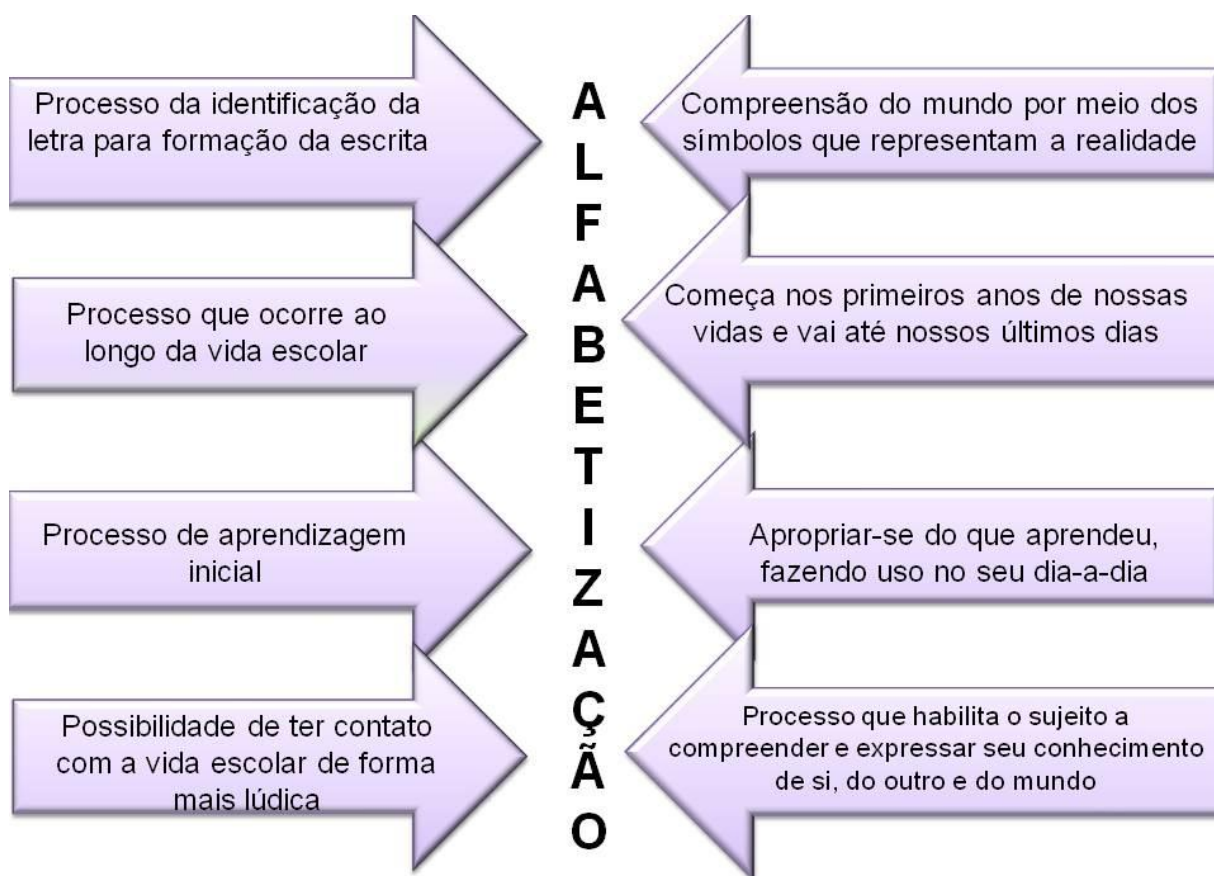 Processo da identificação da
letra para formação da escrita
Processo que ocorre ao
longo da vida escolar
Processo de aprendizagem
inicial
Possibilidade de ter contato
com a vida escolar de forma
mais lúdica
A
L
F
A
B
E
T
I
Z
A
Ç
Ã
O
Compreensão do mundo por meio dos
símbolos que representam a realidade
Começa nos primeiros anos de nossas
vidas e vai até nossos últimos dias
Apropriar-se do que aprendeu,
fazendo uso no seu dia-a-dia
Processo que habilita o sujeito a
compreender e expressar seu conhecimento
de si, do outro e do mundo